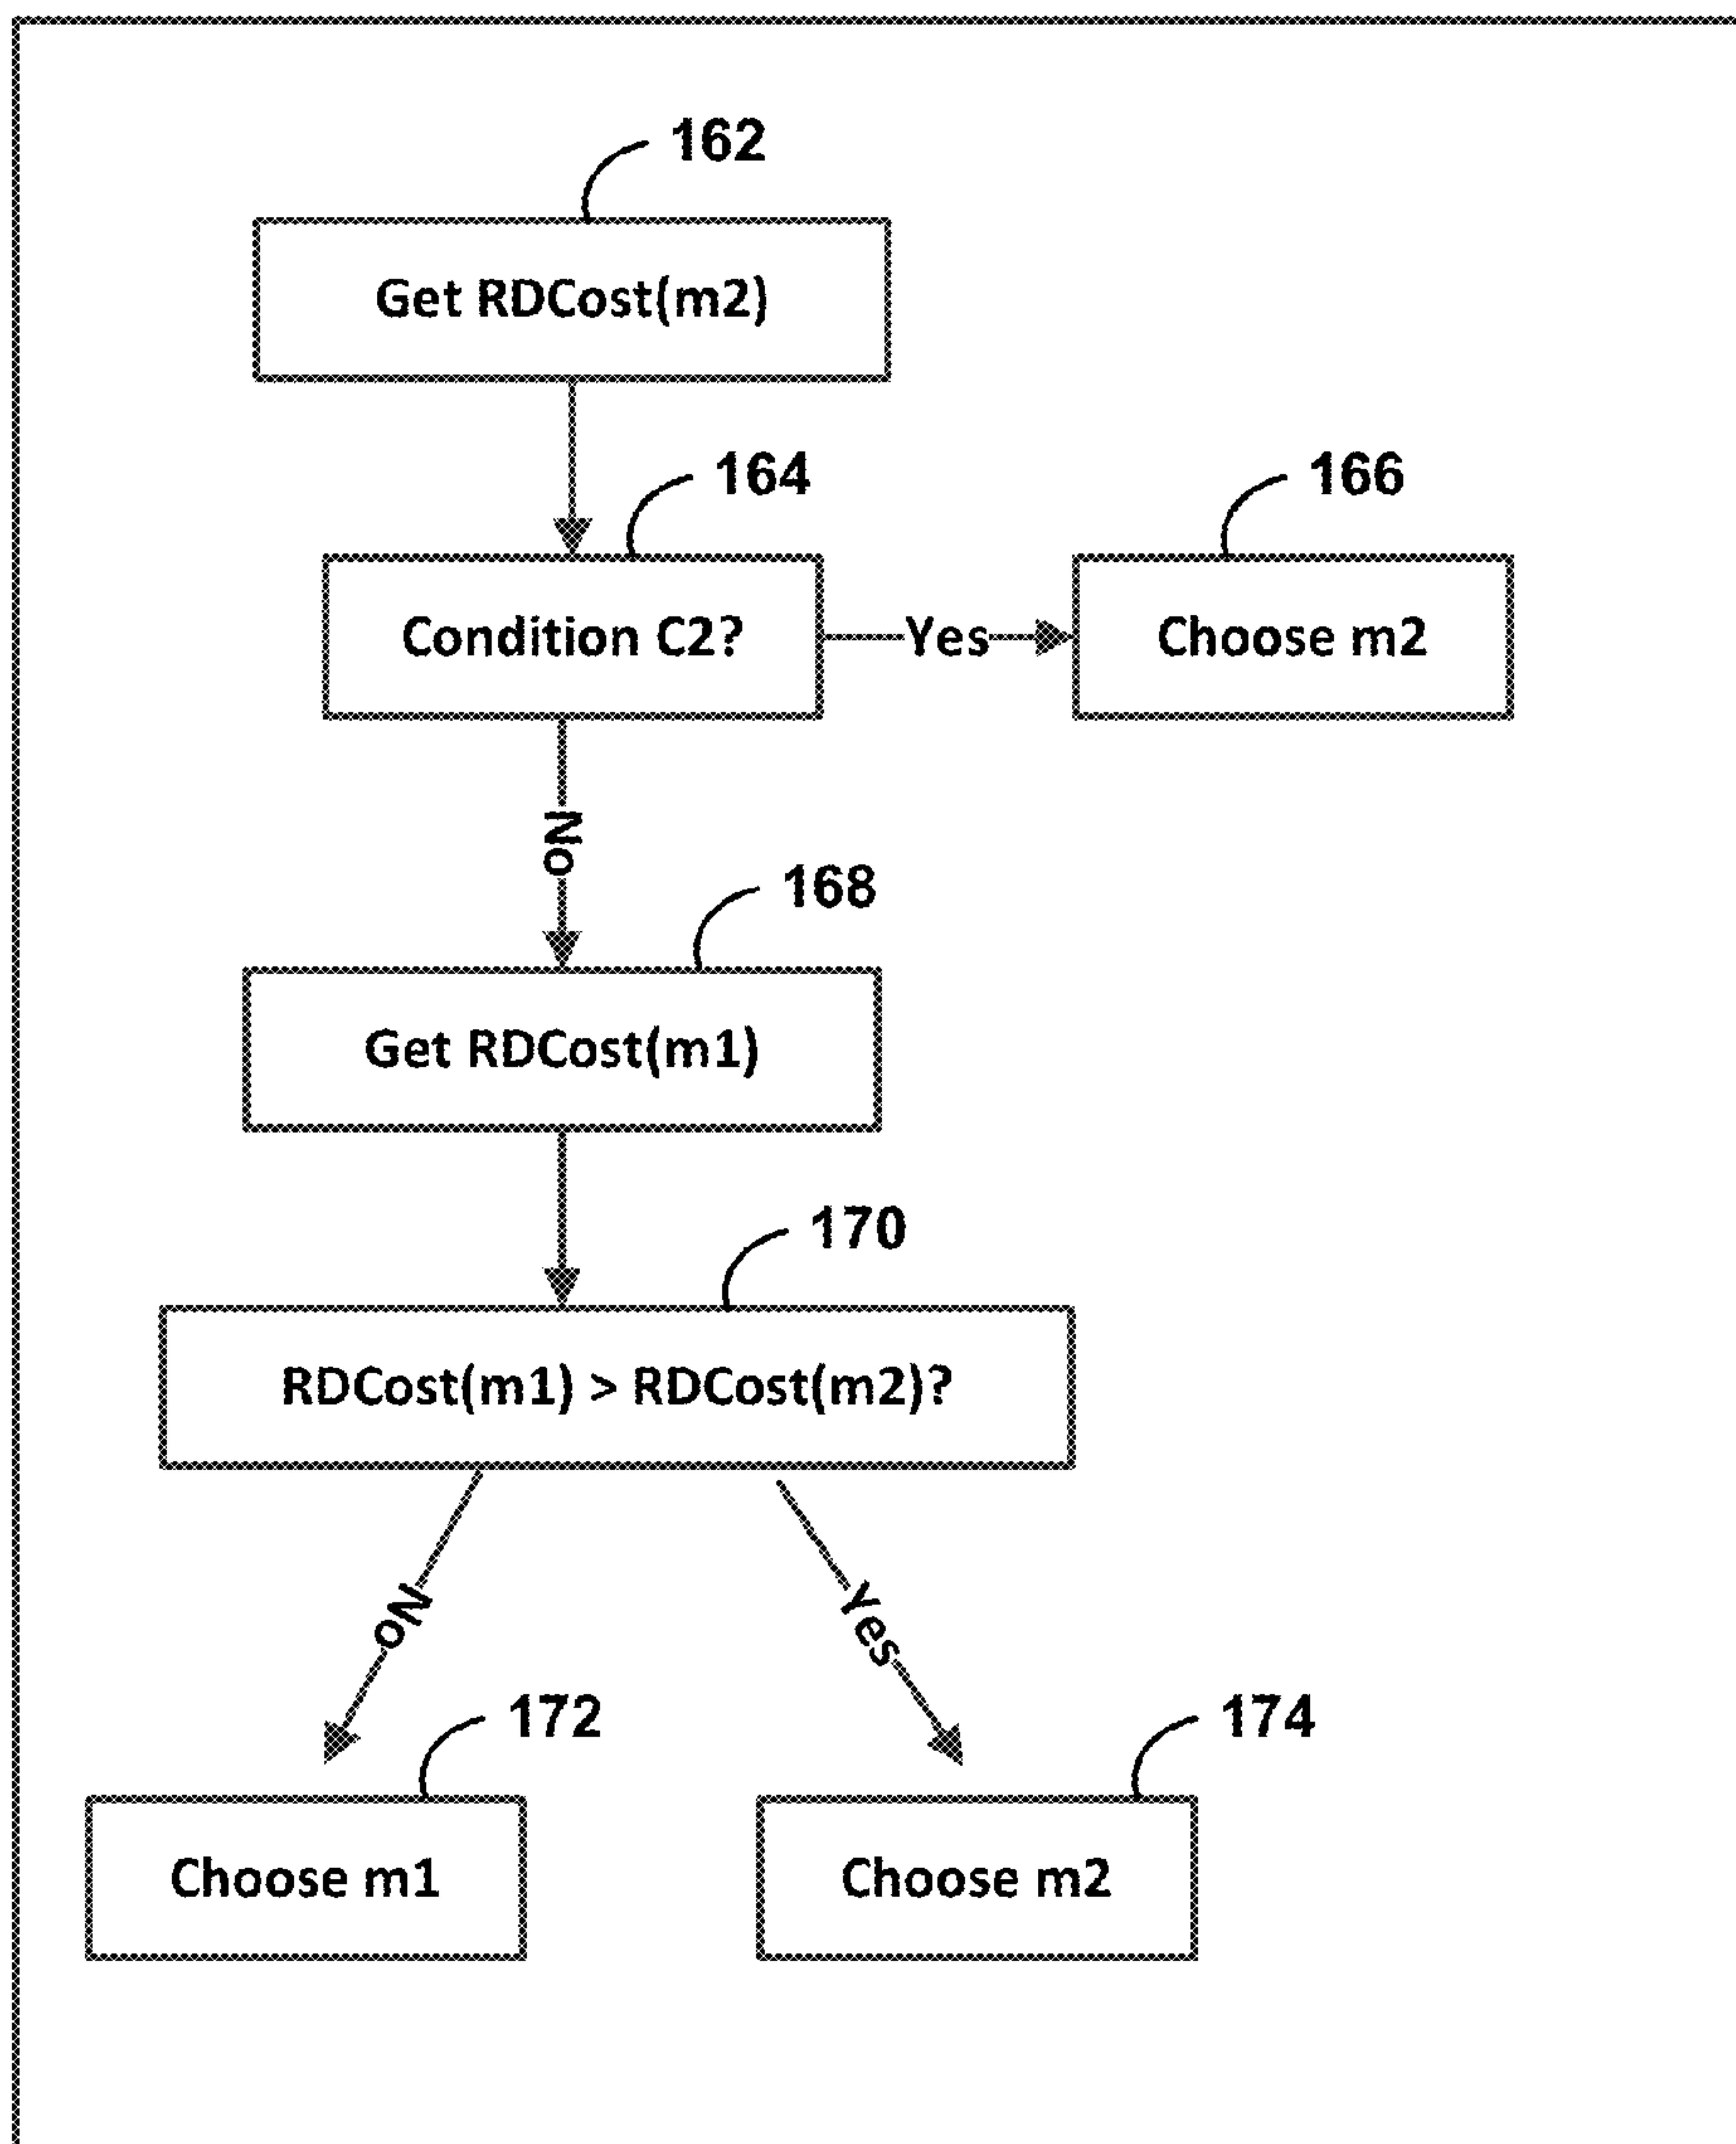 162
Get RDCost(m2)
164
166
Condition C2?
Yes
Choose m2
No
168
Get RDCost(m1)
170
RDCost(m1) > RDCost(m2)?
No
Yes
172
174
Choose m1
Choose m2